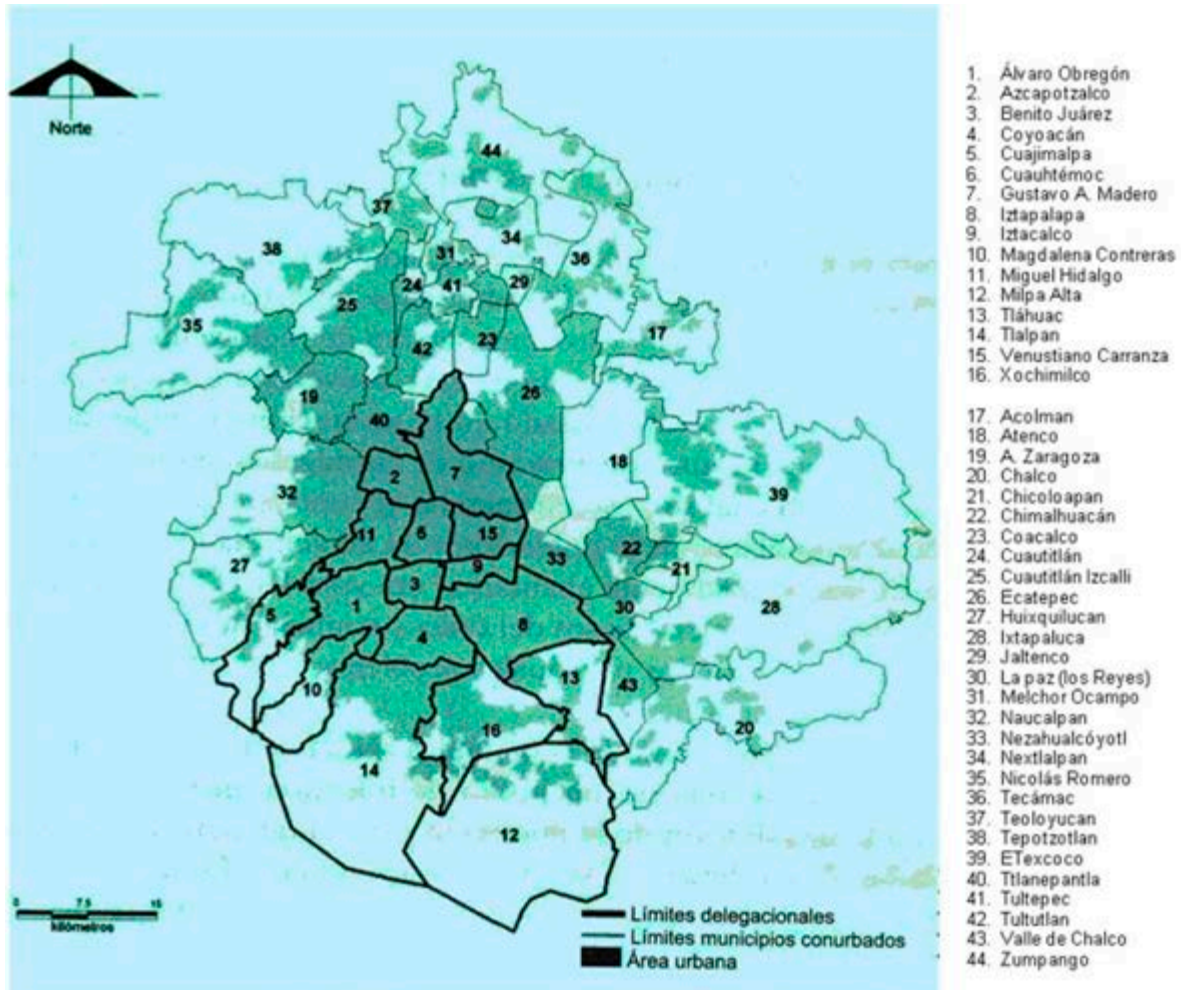 Norte
44
37
38
31
34
36
24
41
29
25
35
17
42
23
26
19
40
18
2
7
32
39
11
6
15
33
22
9
21
27
3
30
28
5
1
8
4
10
13
43
16
20
14
12
0 7.5 15
kilómetros
Límites delegacionales
Límites municipios conurbados
Área urbana
1. Álvaro Obregón
2. Azcapotzalco
3. Benito Juárez
4. Coyoacán
5. Cuajimalpa
6. Cuauhtémoc
7. Gustavo A. Madero
8. Iztapalapa
9. Iztacalco
10. Magdalena Contreras
11. Miguel Hidalgo
12. Milpa Alta
13. Tláhuac
14. Tlalpan
15. Venustiano Carranza
16. Xochimilco
17. Acolman
18. Atenco
19. A. Zaragoza
20. Chalco
21. Chicoloapan
22. Chimalhuacán
23. Coacalco
24. Cuautitlán
25. Cuautitlán Izcalli
26. Ecatepec
27. Huixquilucan
28. Ixtapaluca
29. Jaltenco
30. La paz (los Reyes)
31. Melchor Ocampo
32. Naucalpan
33. Nezahualcóyotl
34. Nextlalpan
35. Nicolás Romero
36. Tecámac
37. Teoloyucan
38. Tepotzotlan
39. ETexcoco
40. Ttlanepantla
41. Tultepec
42. Tultutlan
43. Valle de Chalco
44. Zumpango